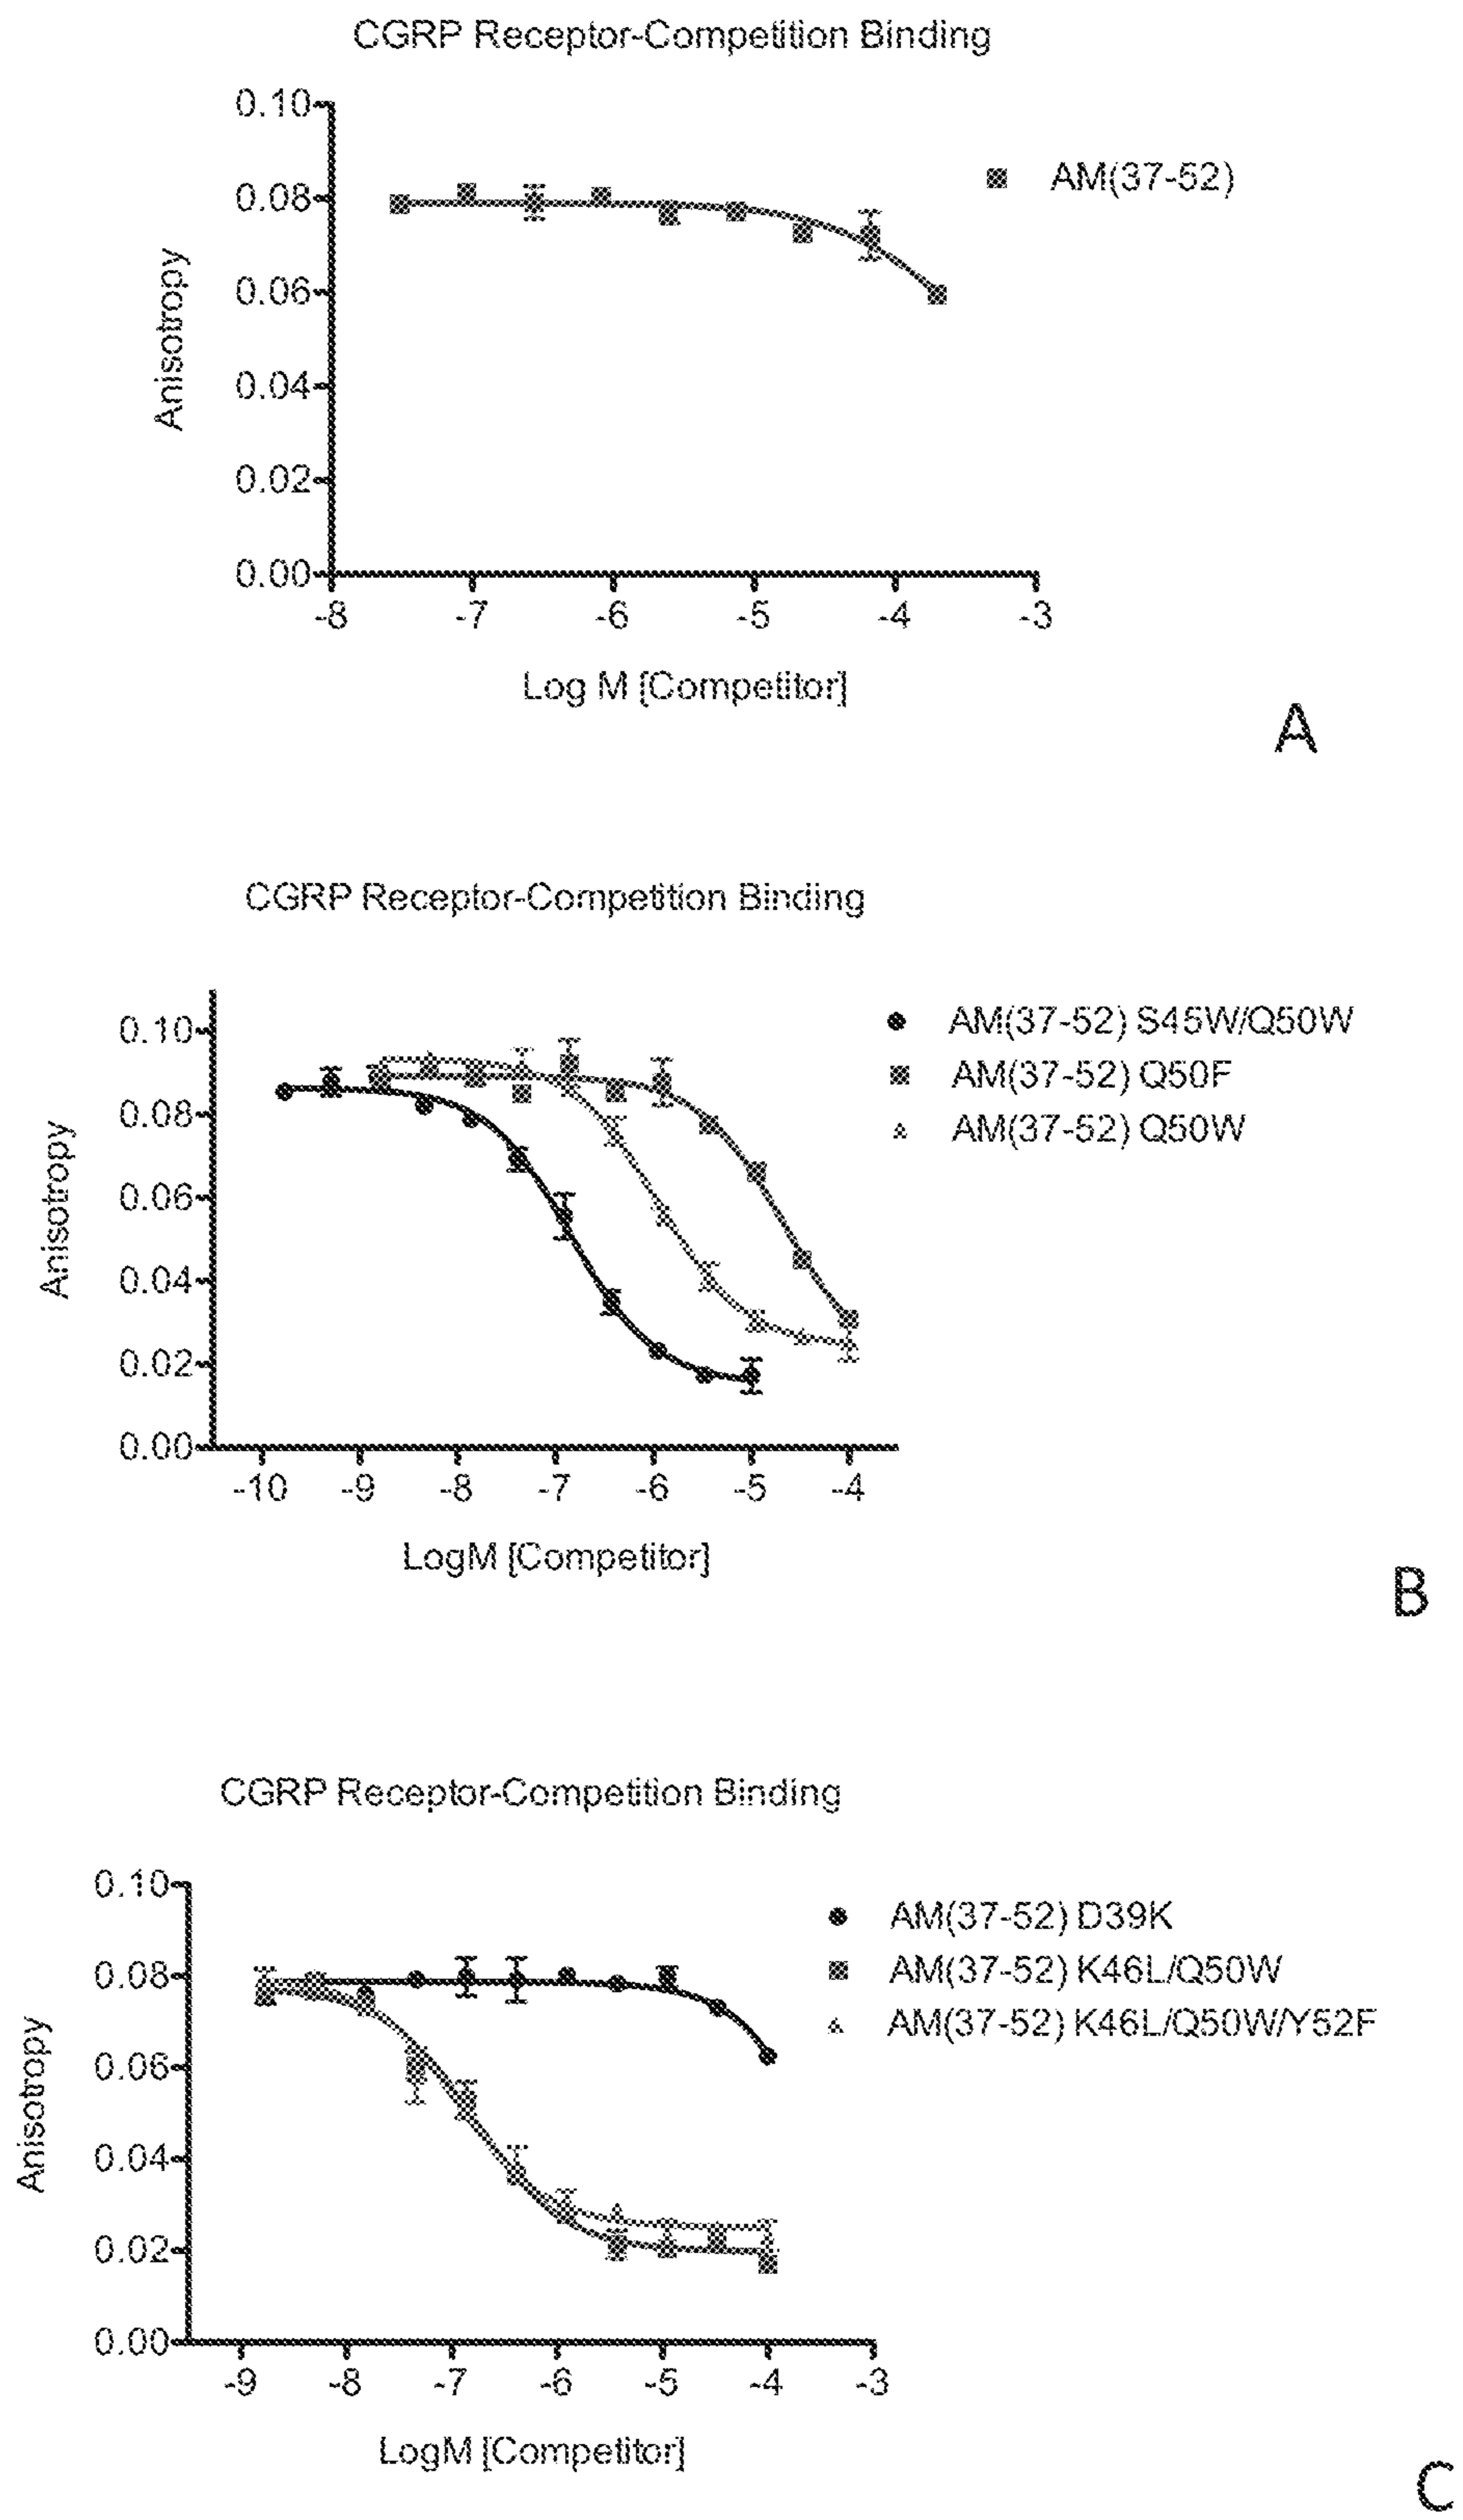 CGRP Receptor-Competition Binding
0.10
AM(37-52)
0.08
0.06
0.04
0.02
0.00
Anisotropy
-8 -7 -6 -5 -4 -3
Log M [Competitor]
A
CGRP Receptor-Competition Binding
AM(37-52) S45W/Q50W
AM(37-52) Q50F
AM(37-52) Q50W
0.10
0.08
0.06
0.04
0.02
0.00
Anisotropy
-10 -9 -8 -7 -6 -5 -4
LogM [Competitor]
B
CGRP Receptor-Competition Binding
AM(37-52) D39K
AM(37-52) K46L/Q50W
AM(37-52) K46L/Q50W/Y52F
0.10
0.08
0.06
0.04
0.02
0.00
Anisotropy
-9 -8 -7 -6 -5 -4 -3
LogM [Competitor]
C